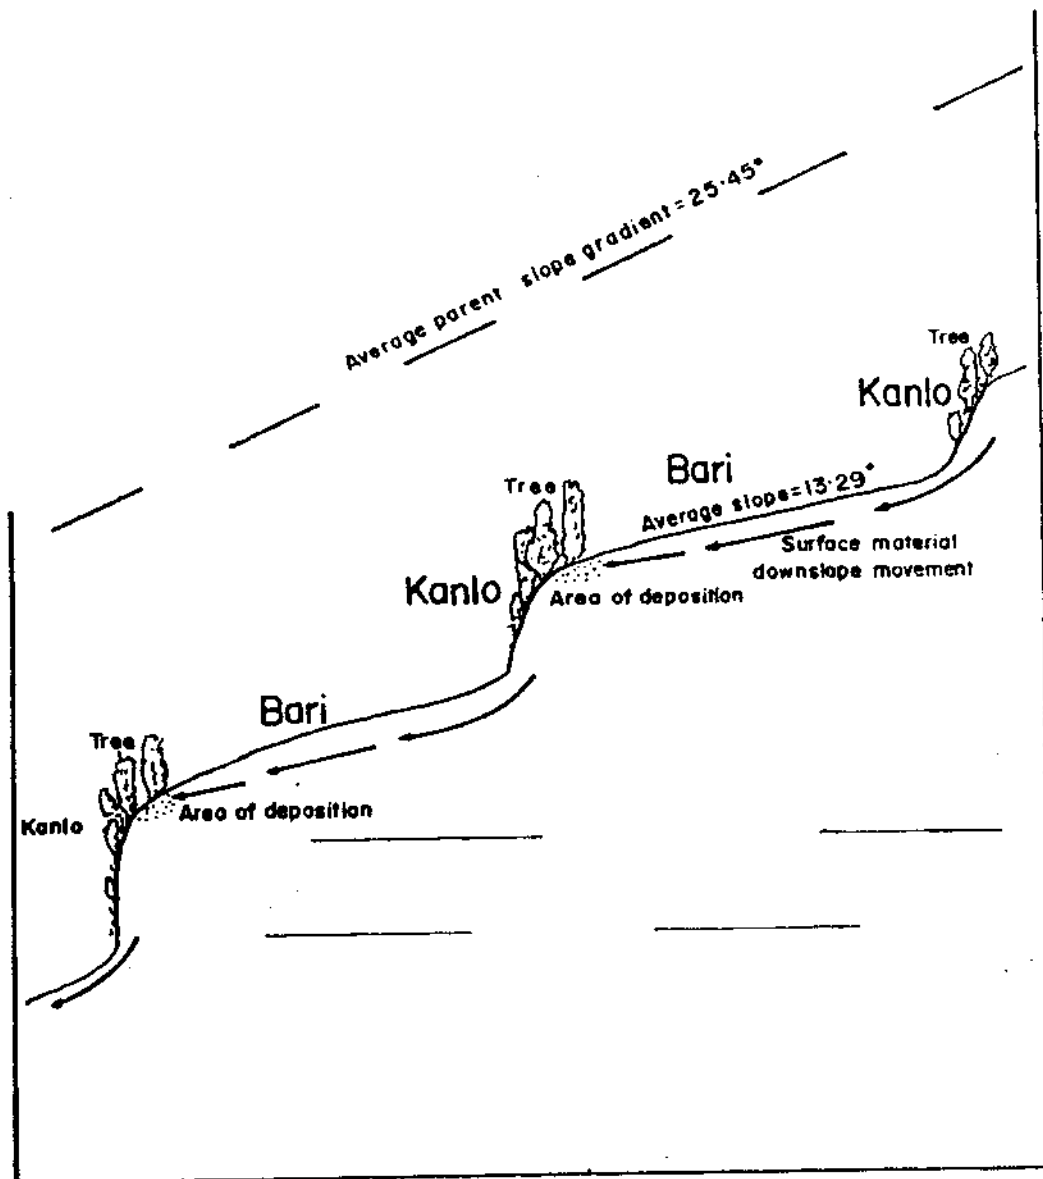 Average parent slope gradient = 25·45°
Tree
Kanlo
Bari
Tree
Average slope = 13·29°
Surface material
downslope movement
Kanlo
Area of deposition
Bari
Tree
Area of deposition
Kanlo